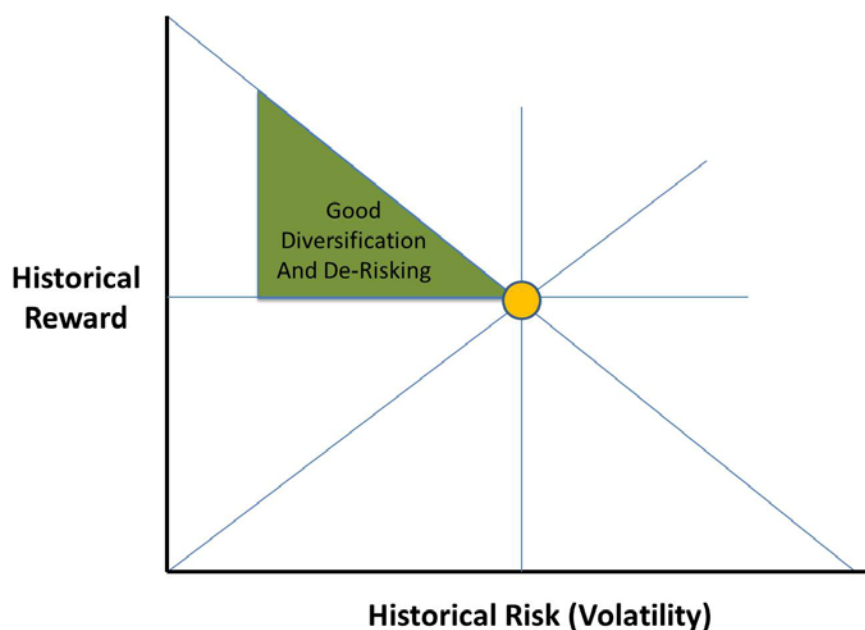 Good
Diversification
And De-Risking
Historical
Reward
Historical Risk (Volatility)